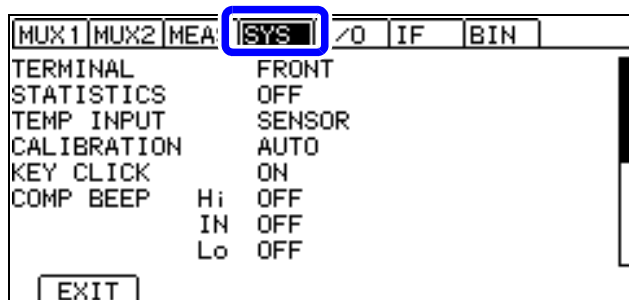 MUX1 MUX2 MEAS SYS I/O IF BIN
TERMINAL FRONT
STATISTICS OFF
TEMP INPUT SENSOR
CALIBRATION AUTO
KEY CLICK ON
COMP BEEP Hi OFF
IN OFF
Lo OFF
EXIT